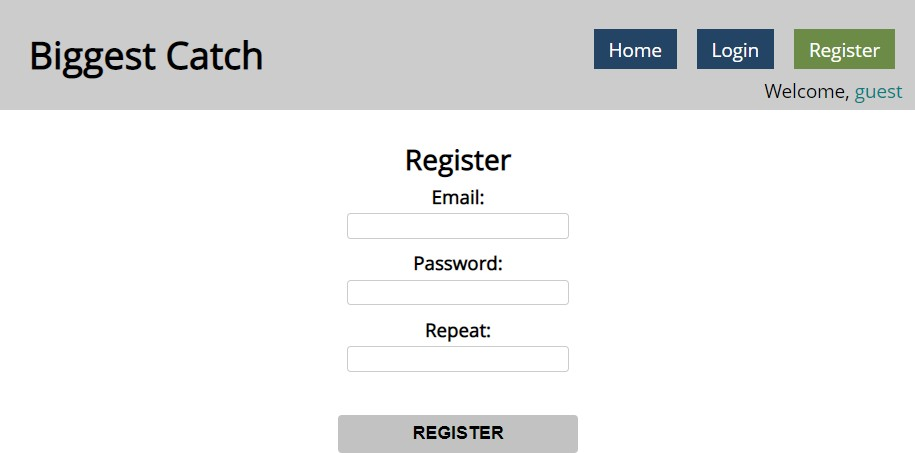 Biggest Catch
Home Login Register
Welcome, guest
Register
Email:
Password:
Repeat:
REGISTER